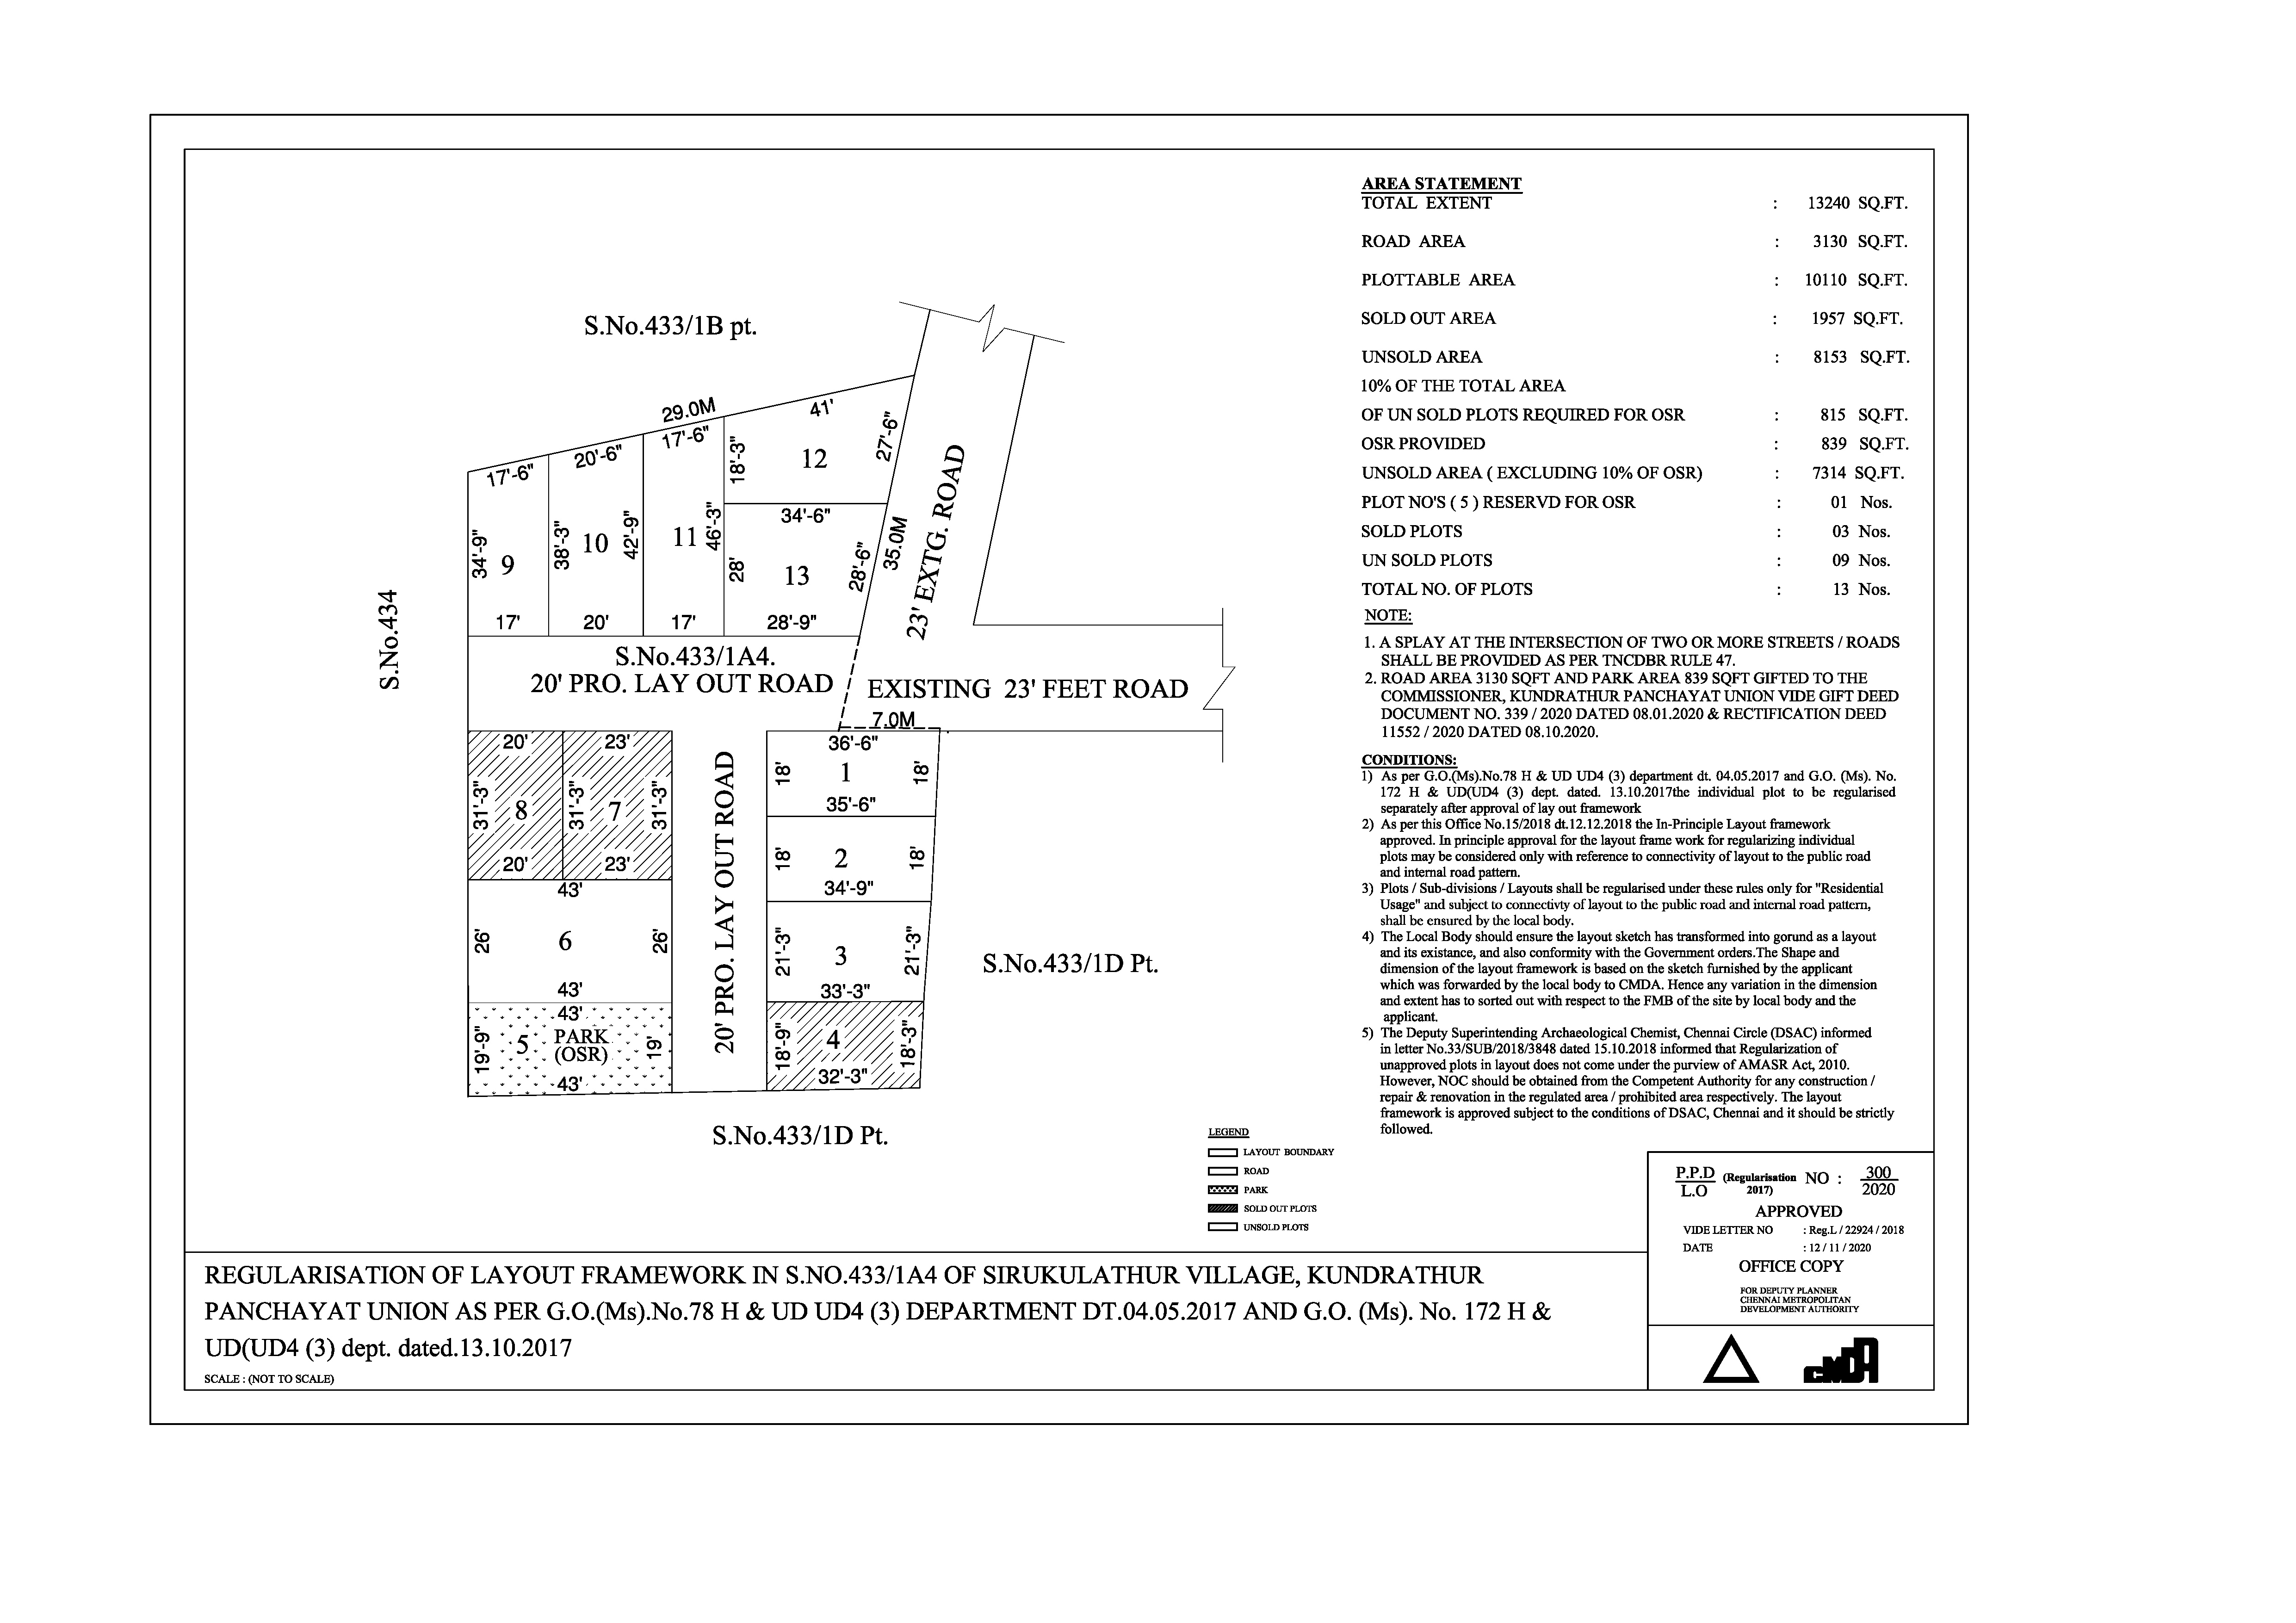 S.No.433/1B pt.
29.0M
41'
17'-6"
20'-6"
17'-6"
18'-3"
12
27'-6"
34'-9"
9
38'-3"
10
42'-9"
11
46'-3"
34'-6"
28'
13
28'-6"
35.0M
23' EXTG. ROAD
17'
20'
17'
28'-9"
S.No.434
S.No.433/1A4.
20' PRO. LAY OUT ROAD
EXISTING 23' FEET ROAD
7.0M
20'
23'
31'-3"
8
31'-3"
7
31'-3"
20'
23'
43'
26'
6
26'
43'
43'
19'-9"
5
PARK
(OSR)
19'
43'
20' PRO. LAY OUT ROAD
36'-6"
18'
1
18'
35'-6"
18'
2
18'
34'-9"
21'-3"
3
21'-3"
33'-3"
18'-9"
4
18'-3"
32'-3"
S.No.433/1D Pt.
S.No.433/1D Pt.
LEGEND
LAYOUT BOUNDARY
ROAD
PARK
SOLD OUT PLOTS
UNSOLD PLOTS
AREA STATEMENT
TOTAL EXTENT : 13240 SQ.FT.
ROAD AREA : 3130 SQ.FT.
PLOTTABLE AREA : 10110 SQ.FT.
SOLD OUT AREA : 1957 SQ.FT.
UNSOLD AREA : 8153 SQ.FT.
10% OF THE TOTAL AREA
OF UN SOLD PLOTS REQUIRED FOR OSR : 815 SQ.FT.
OSR PROVIDED : 839 SQ.FT.
UNSOLD AREA ( EXCLUDING 10% OF OSR) : 7314 SQ.FT.
PLOT NO'S ( 5 ) RESERVD FOR OSR : 01 Nos.
SOLD PLOTS : 03 Nos.
UN SOLD PLOTS : 09 Nos.
TOTAL NO. OF PLOTS : 13 Nos.
NOTE:
1. A SPLAY AT THE INTERSECTION OF TWO OR MORE STREETS / ROADS
SHALL BE PROVIDED AS PER TNCDBR RULE 47.
2. ROAD AREA 3130 SQFT AND PARK AREA 839 SQFT GIFTED TO THE
COMMISSIONER, KUNDRATHUR PANCHAYAT UNION VIDE GIFT DEED
DOCUMENT NO. 339 / 2020 DATED 08.01.2020 & RECTIFICATION DEED
11552 / 2020 DATED 08.10.2020.
CONDITIONS:
1) As per G.O.(Ms).No.78 H & UD UD4 (3) department dt. 04.05.2017 and G.O. (Ms). No.
172 H & UD(UD4 (3) dept. dated. 13.10.2017the individual plot to be regularised
separately after approval of lay out framework
2) As per this Office No.15/2018 dt.12.12.2018 the In-Principle Layout framework
approved. In principle approval for the layout frame work for regularizing individual
plots may be considered only with reference to connectivity of layout to the public road
and internal road pattern.
3) Plots / Sub-divisions / Layouts shall be regularised under these rules only for "Residential
Usage" and subject to connectivty of layout to the public road and internal road pattern,
shall be ensured by the local body.
4) The Local Body should ensure the layout sketch has transformed into gorund as a layout
and its existance, and also conformity with the Government orders.The Shape and
dimension of the layout framework is based on the sketch furnished by the applicant
which was forwarded by the local body to CMDA. Hence any variation in the dimension
and extent has to sorted out with respect to the FMB of the site by local body and the
applicant.
5) The Deputy Superintending Archaeological Chemist, Chennai Circle (DSAC) informed
in letter No.33/SUB/2018/3848 dated 15.10.2018 informed that Regularization of
unapproved plots in layout does not come under the purview of AMASR Act, 2010.
However, NOC should be obtained from the Competent Authority for any construction /
repair & renovation in the regulated area / prohibited area respectively. The layout
framework is approved subject to the conditions of DSAC, Chennai and it should be strictly
followed.
P.P.D (Regularisation NO : 300
L.O 2017) 2020
APPROVED
VIDE LETTER NO : Reg.L / 22924 / 2018
DATE : 12 / 11 / 2020
OFFICE COPY
FOR DEPUTY PLANNER
CHENNAI METROPOLITAN
DEVELOPMENT AUTHORITY
CMDA
REGULARISATION OF LAYOUT FRAMEWORK IN S.NO.433/1A4 OF SIRUKULATHUR VILLAGE, KUNDRATHUR
PANCHAYAT UNION AS PER G.O.(Ms).No.78 H & UD UD4 (3) DEPARTMENT DT.04.05.2017 AND G.O. (Ms). No. 172 H &
UD(UD4 (3) dept. dated.13.10.2017
SCALE : (NOT TO SCALE)